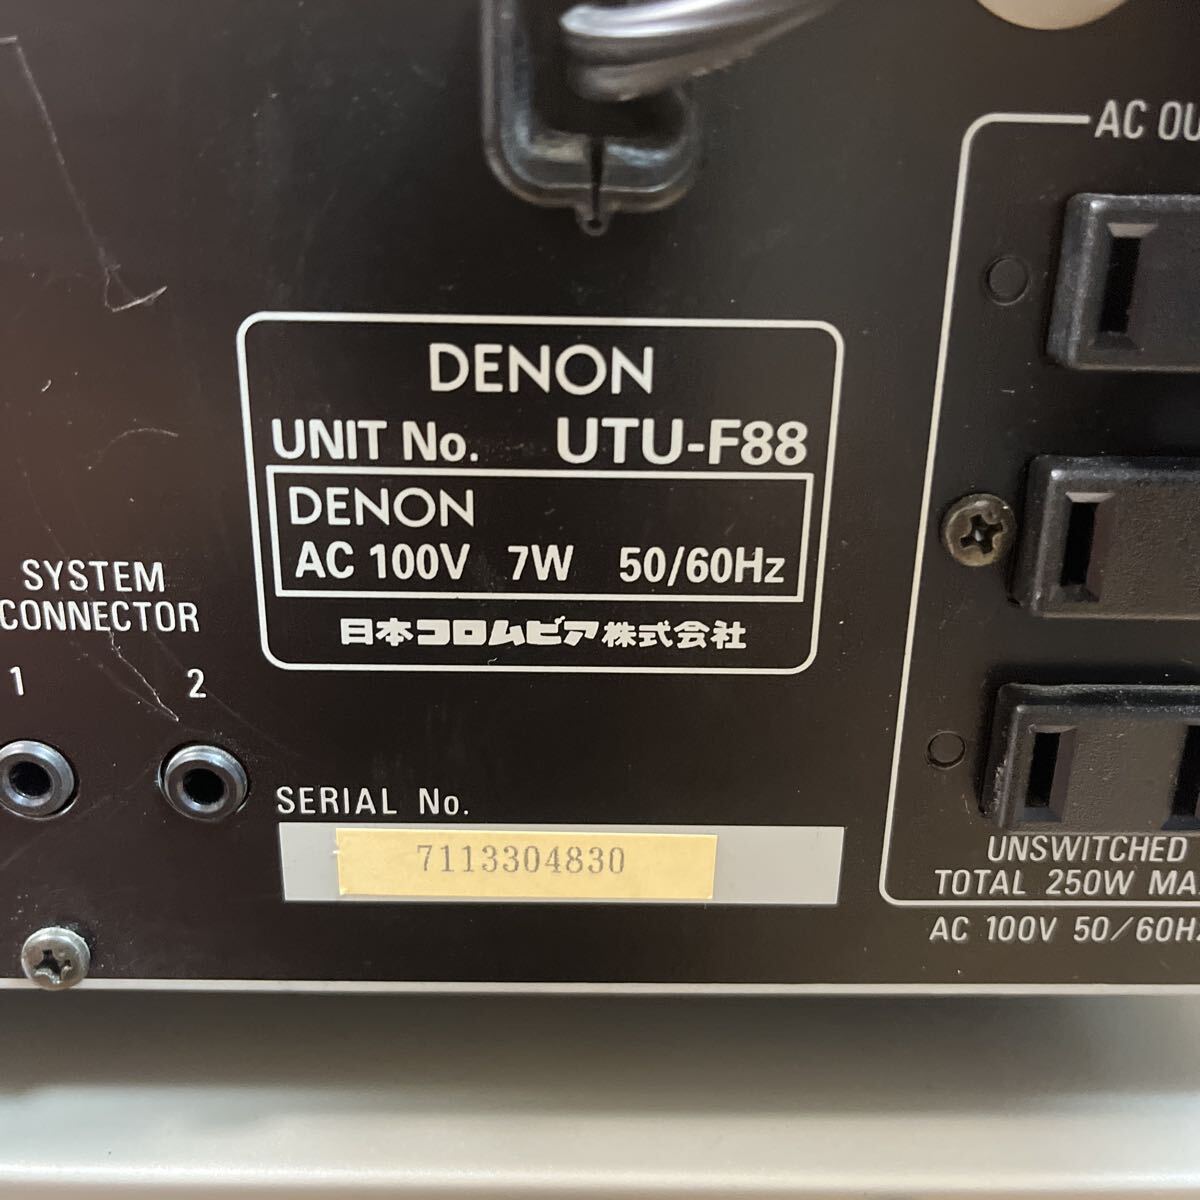 AC OU
DENON
UNIT No. UTU-F88
DENON
AC 100V 7W 50/60Hz
日本コロムビア株式会社
SYSTEM
CONNECTOR
1 2
SERIAL No.
7113304830
UNSWITCHED
TOTAL 250W MA
AC 100V 50/60Hz